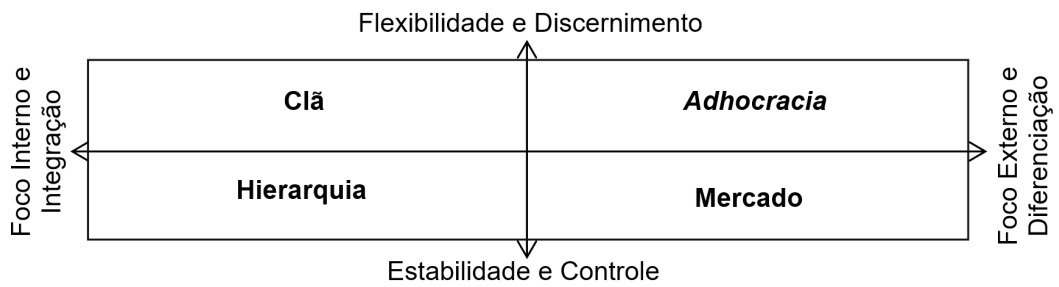 Flexibilidade e Discernimento
Foco Interno e
Integração
Clã
Adhocracia
Hierarquia
Mercado
Foco Externo e
Diferenciação
Estabilidade e Controle